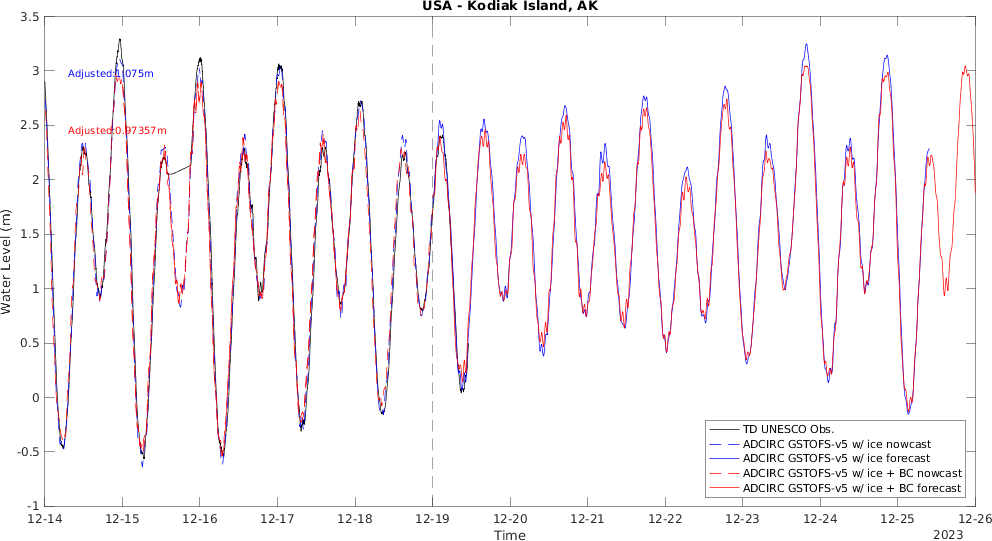 USA - Kodiak Island, AK
3.5
3
2.5
2
1.5
1
0.5
0
-0.5
-1
Water Level (m)
Adjusted:1.075m
Adjusted:0.97357m
TD UNESCO Obs.
ADCIRC GSTOFS-v5 w/ ice nowcast
ADCIRC GSTOFS-v5 w/ ice forecast
ADCIRC GSTOFS-v5 w/ ice + BC nowcast
ADCIRC GSTOFS-v5 w/ ice + BC forecast
12-14 12-15 12-16 12-17 12-18 12-19 12-20 12-21 12-22 12-23 12-24 12-25 12-26
Time
2023